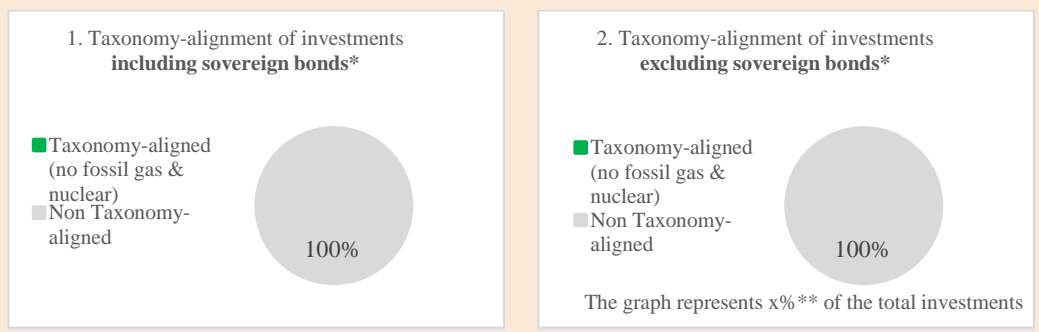 1. Taxonomy-alignment of investments
including sovereign bonds*
Taxonomy-aligned
(no fossil gas &
nuclear)
Non Taxonomy-
aligned
100%
2. Taxonomy-alignment of investments
excluding sovereign bonds*
Taxonomy-aligned
(no fossil gas &
nuclear)
Non Taxonomy-
aligned
100%
The graph represents x%** of the total investments